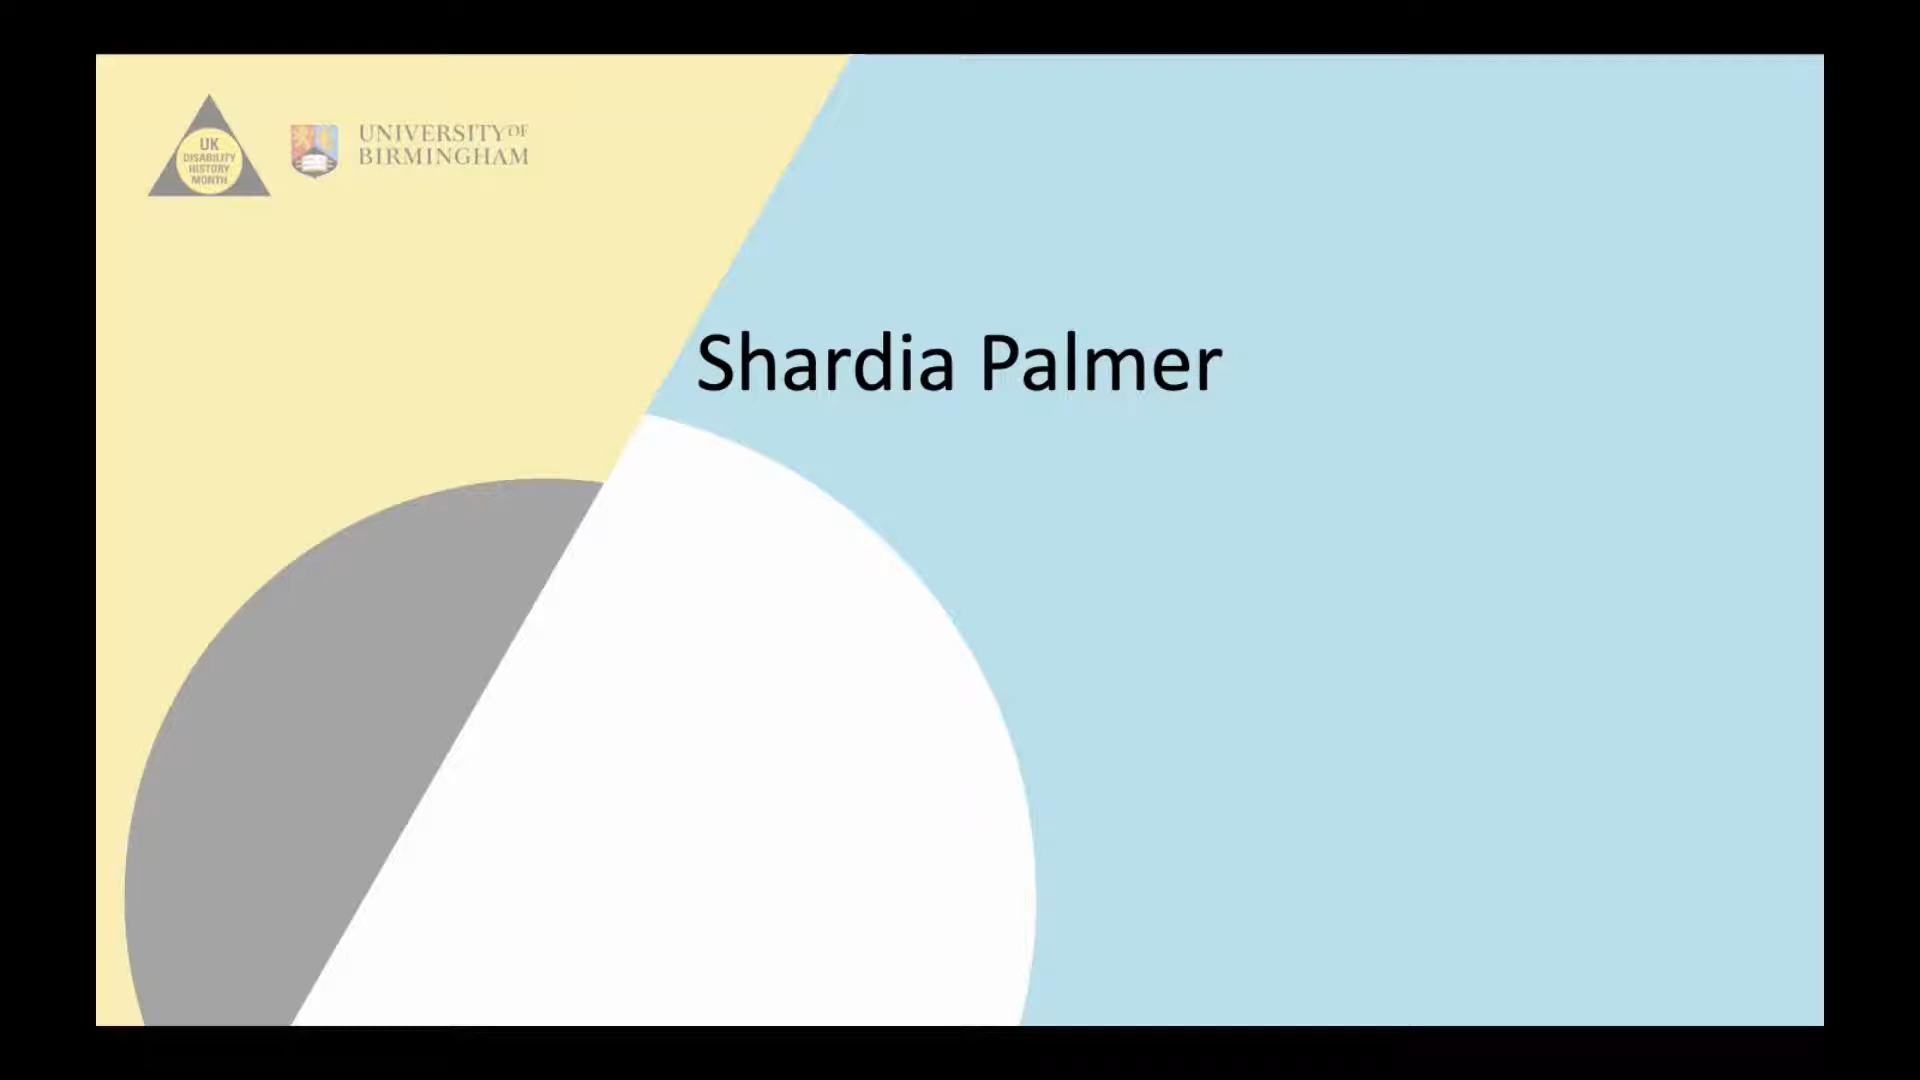 UK
DISABILITY
HISTORY
MONTH
UNIVERSITY OF
BIRMINGHAM
Shardia Palmer